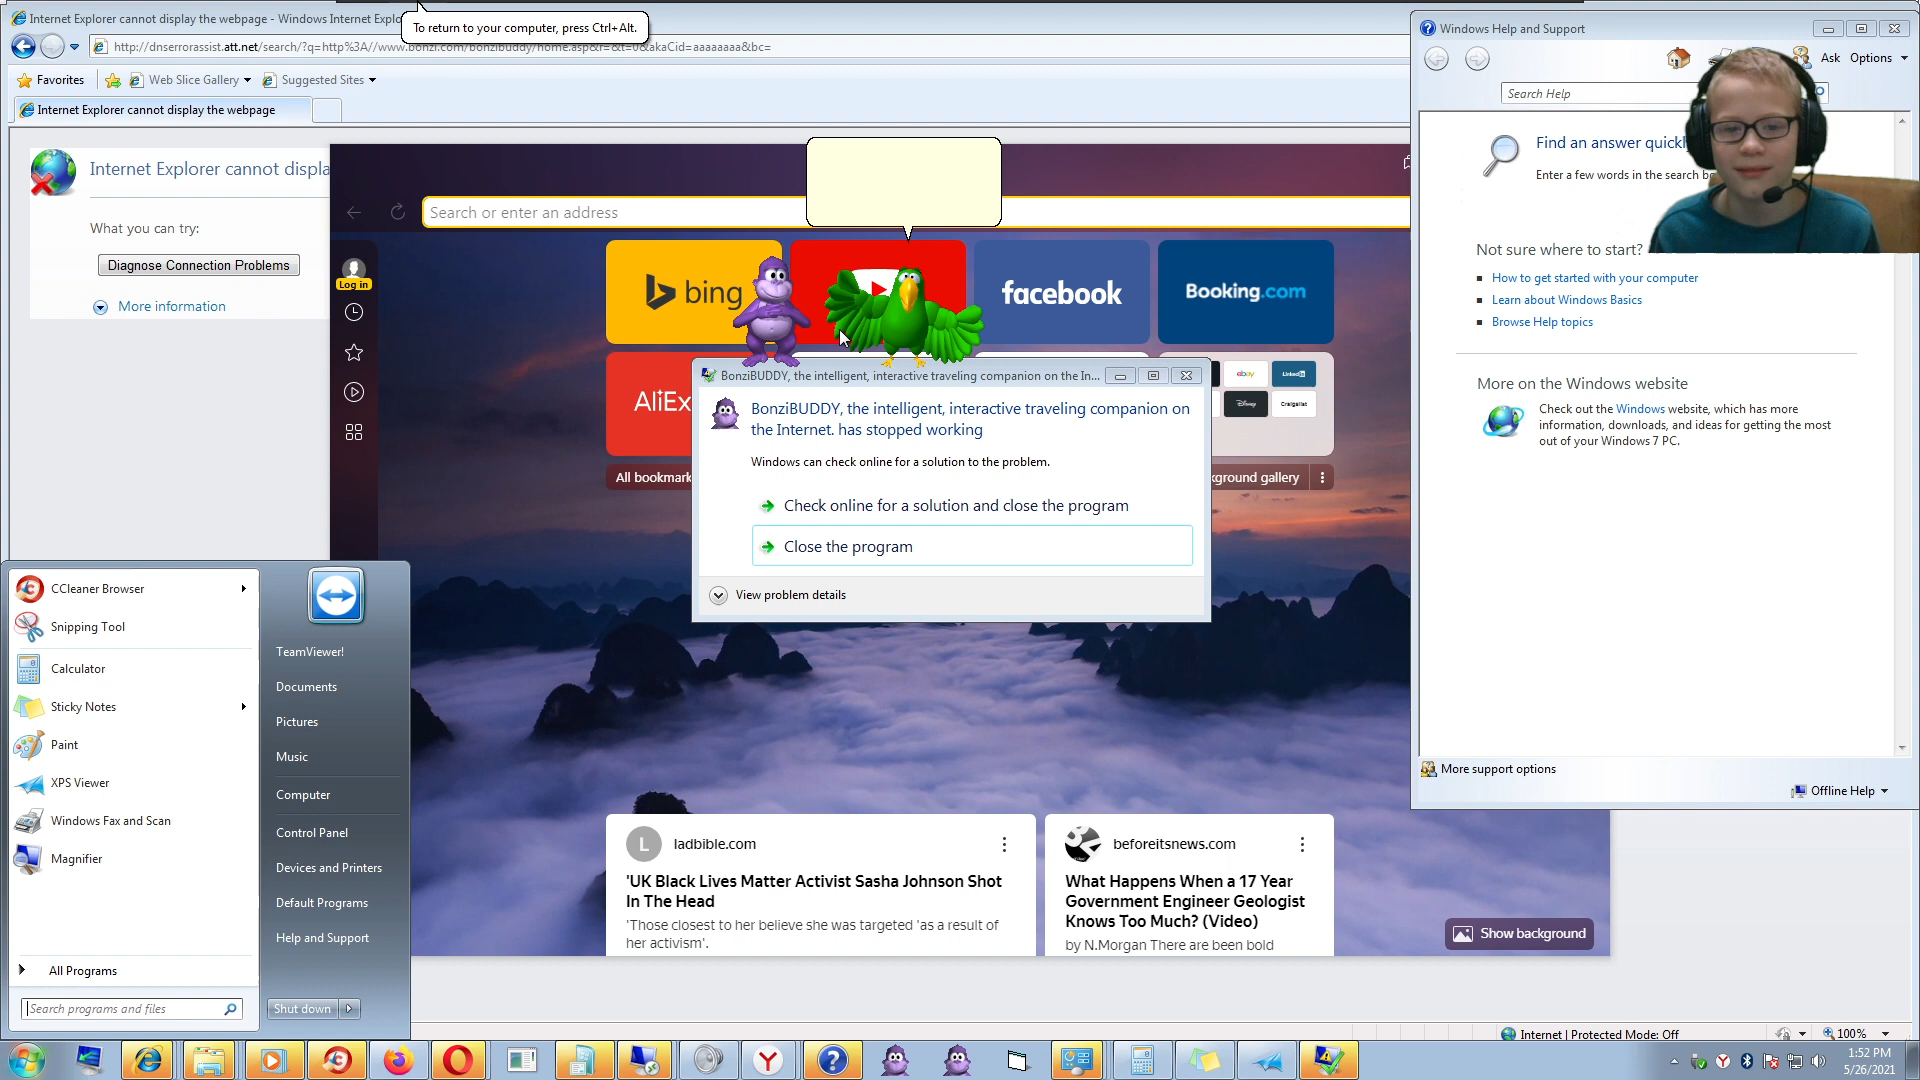 Internet Explorer cannot display the webpage - Windows Internet Explo
To return to your computer, press Ctrl+Alt.
http://dnserrorassist.att.net/search/?q=http%3A//www.bonzi.com/bonzibuddy/home.asp&r=&t=0&akaCid=aaaaaaaa&bc=
Favorites
Web Slice Gallery
Suggested Sites
Internet Explorer cannot display the webpage
Internet Explorer cannot displa
What you can try:
Diagnose Connection Problems
More information
Search or enter an address
Log in
bing
facebook
Booking.com
AliEx
ebay
LinkedIn
Disney
Craigslist
All bookmark
kground gallery
BonziBUDDY, the intelligent, interactive traveling companion on the In...
BonziBUDDY, the intelligent, interactive traveling companion on
the Internet. has stopped working
Windows can check online for a solution to the problem.
Check online for a solution and close the program
Close the program
View problem details
Windows Help and Support
Ask
Options
Search Help
Find an answer quickl
Enter a few words in the search b
Not sure where to start?
How to get started with your computer
Learn about Windows Basics
Browse Help topics
More on the Windows website
Check out the Windows website, which has more
information, downloads, and ideas for getting the most
out of your Windows 7 PC.
More support options
Offline Help
CCleaner Browser
Snipping Tool
Calculator
Sticky Notes
Paint
XPS Viewer
Windows Fax and Scan
Magnifier
All Programs
Search programs and files
TeamViewer!
Documents
Pictures
Music
Computer
Control Panel
Devices and Printers
Default Programs
Help and Support
Shut down
L
ladbible.com
'UK Black Lives Matter Activist Sasha Johnson Shot
In The Head
'Those closest to her believe she was targeted 'as a result of
her activism'.
beforeitsnews.com
What Happens When a 17 Year
Government Engineer Geologist
Knows Too Much? (Video)
by N.Morgan There are been bold
Show background
Internet | Protected Mode: Off
100%
1:52 PM
5/26/2021